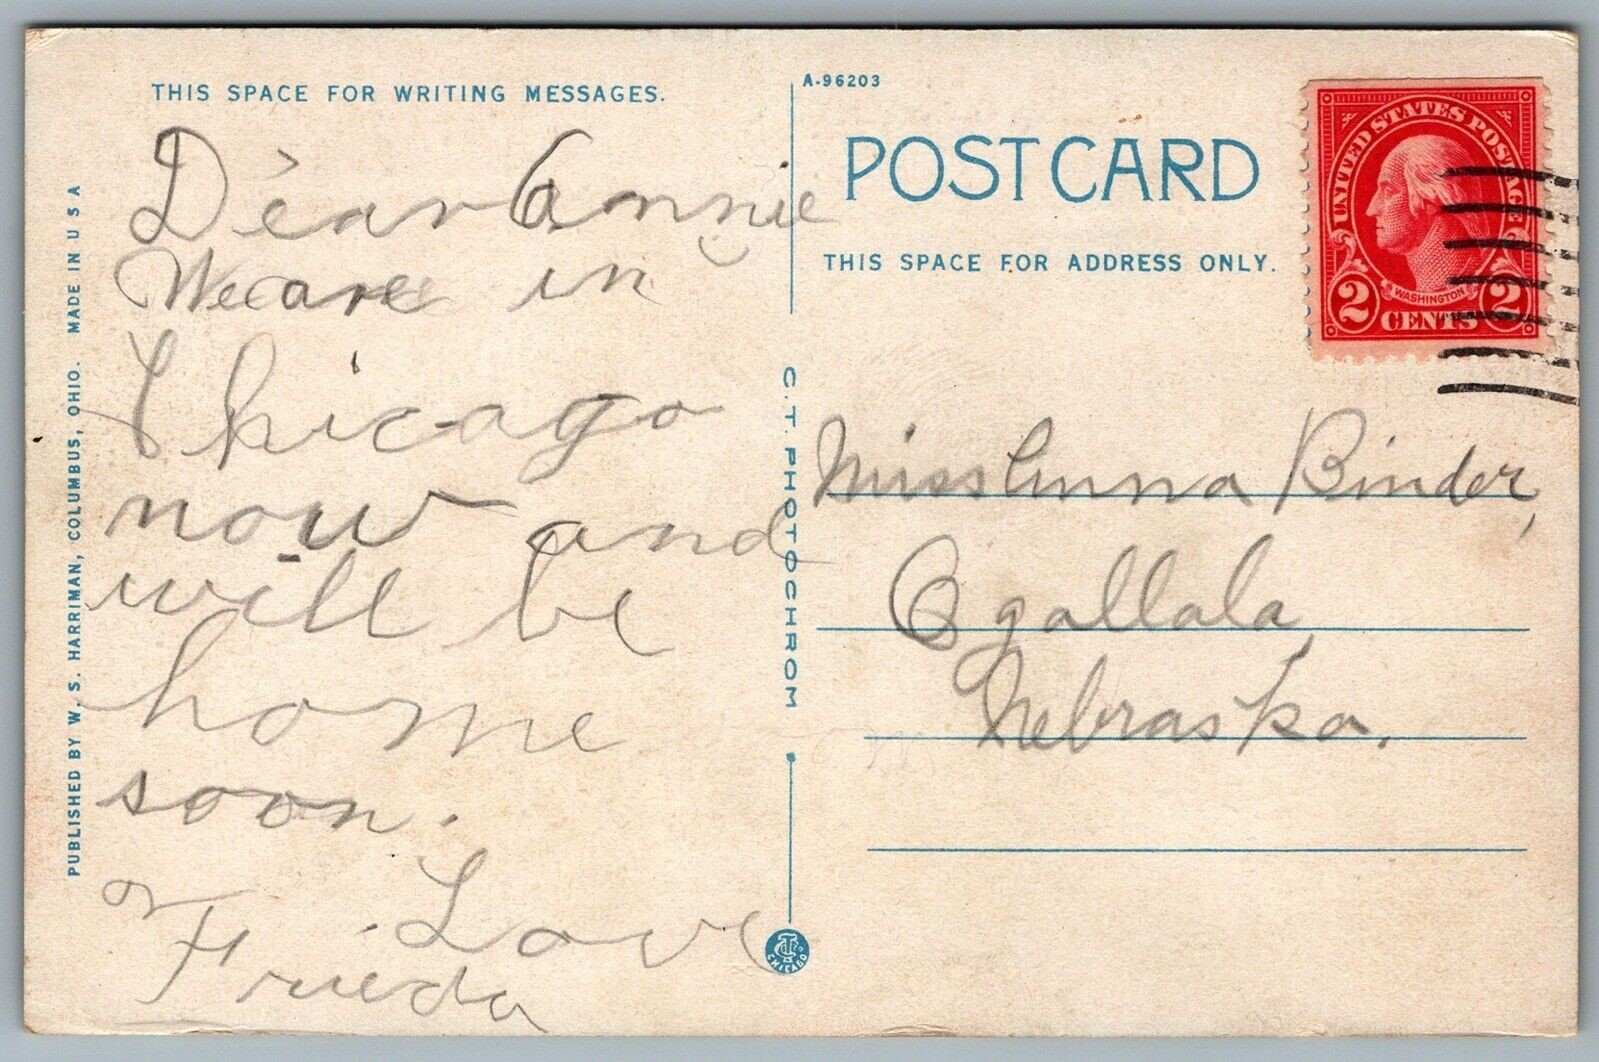 THIS SPACE FOR WRITING MESSAGES.
Dear Annie
We are in
Chicago
now and
will be
home
soon.
Love
Frieda
PUBLISHED BY W. S. HARRIMAN, COLUMBUS, OHIO. MADE IN U S A
C.T. PHOTOCHROM
C.T.Co. CHICAGO
A-96203
POST CARD
THIS SPACE FOR ADDRESS ONLY.
UNITED STATES POSTAGE
WASHINGTON
2 CENTS 2
Miss Anna Binder,
Ogallala,
Nebraska.